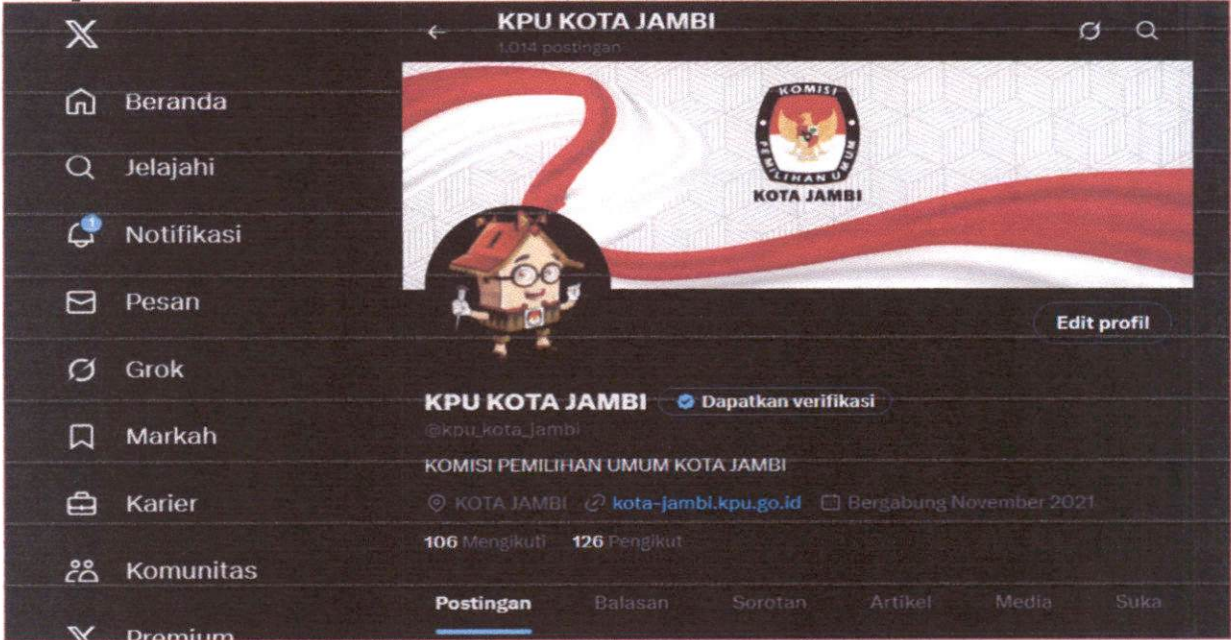 KPU KOTA JAMBI
1.014 postingan
Beranda
Jelajahi
1
Notifikasi
Pesan
Grok
Markah
Karier
Komunitas
Premium
KOMISI
PEMILIHAN UMUM
KOTA JAMBI
Edit profil
KPU KOTA JAMBI
Dapatkan verifikasi
@kpu_kota_jambi
KOMISI PEMILIHAN UMUM KOTA JAMBI
KOTA JAMBI kota-jambi.kpu.go.id Bergabung November 2021
106 Mengikuti 126 Pengikut
Postingan Balasan Sorotan Artikel Media Suka